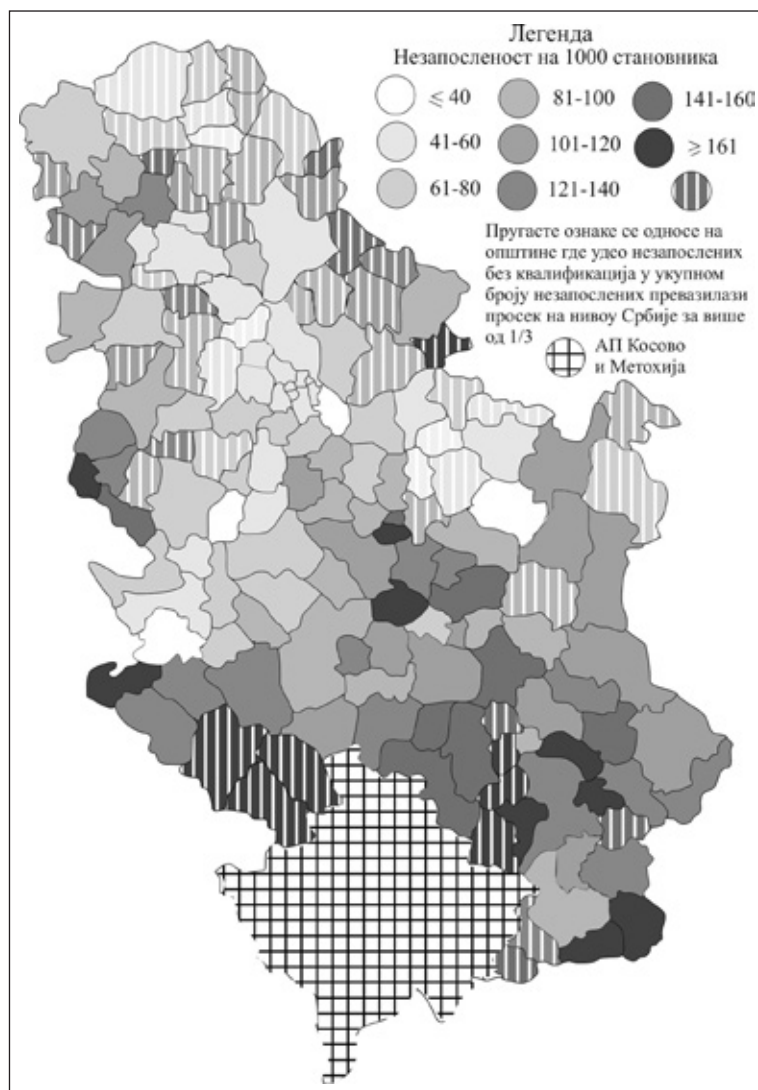 Легенда
Незапосленост на 1000 становника
≤ 40
81-100
141-160
41-60
101-120
≥ 161
61-80
121-140
Пругасте ознаке се односе на
општине где удео незапослених
без квалификација у укупном
броју незапослених превазилази
просек на нивоу Србије за више
од 1/3
АП Косово
и Метохија